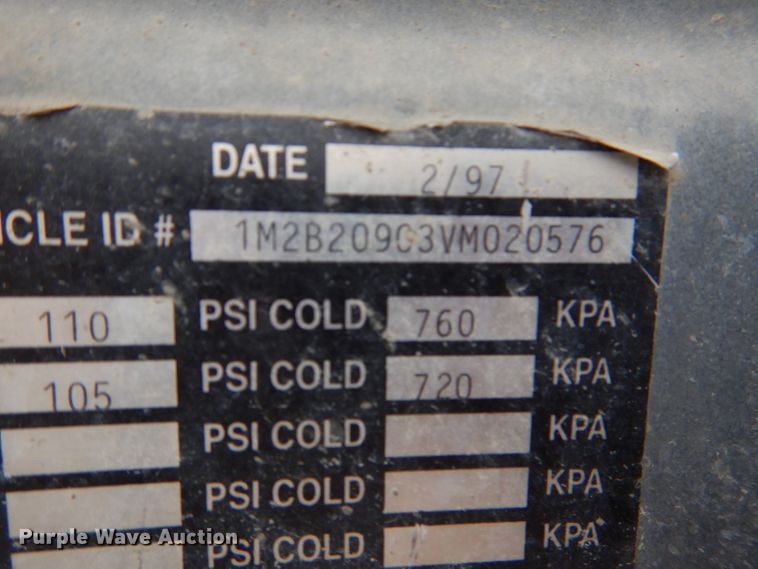 DATE 2/97
ICLE ID # 1M2B209C3VM020576
110 PSI COLD 760 KPA
105 PSI COLD 720 KPA
PSI COLD KPA
PSI COLD KPA
PSI COLD KPA
Purple Wave Auction